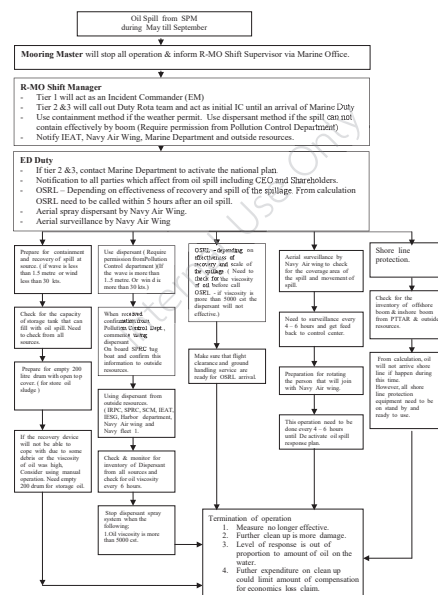 Oil Spill from SPM
during May till September
Mooring Master will stop all operation & inform R-MO Shift Supervisor via Marine Office.
R-MO Shift Manager
- Tier 1 will act as an Incident Commander (EM)
- Tier 2 &3 will call out Duty Rota team and act as initial IC until an arrival of Marine Duty
- Use containment method if the weather permit. Use dispersant method if the spill can not
contain effectively by boom (Require permission from Pollution Control Department)
- Notify IEAT, Navy Air Wing, Marine Department and outside resources.
ED Duty
- If tier 2 &3, contact Marine Department to activate the national plan.
- Notification to all parties which affect from oil spill including CEO and Shareholders.
- OSRL – Depending on effectiveness of recovery and scale of the spillage. From calculation
OSRL need to be called within 5 hours after an oil spill.
- Aerial spray dispersant by Navy Air Wing.
- Aerial surveillance by Navy Air Wing.
Prepare for containment
and recovery of spill at
source. ( if wave is less
than 1.5 metre or wind
less than 30 kts.
Check for the capacity
of storage tank that can
fill with oil spill. Need
to check from all
sources.
Prepare for empty 200
litre drum with open top
cover ( for store oil
sludge )
If the recovery device
will not be able to
cope with due to some
debris or the viscosity
of oil was high,
Consider using manual
operation. Need empty
200 drum for storage oil.
Use dispersant ( Require
permission from Pollution
Control department )if
the wave is more than
1.5 metre Or wind is
more than 30 kts.)
When received
confirmation from
Pollution Control Dept.,
commence using
dispersant
On board SPRC tug
boat and confirm this
information to outside
resources.
Using dispersant from
outside resources.
( IRPC, SPRC, SCM, IEAT,
IESG, Harbor department,
Navy Air wing and
Navy fleet 1.
Check & monitor for
inventory of Dispersant
from all sources and
check for oil viscosity
every 6 hours.
Stop dispersant spray
system when the
following:
1.Oil viscosity is more
than 5000 cst.
OSRL – depending on
effectiveness of
recovery and scale of
the spillage ( Need to
check for the viscosity
of oil before call
OSRL - if viscosity is
more than 5000 cst the
dispersant will not
effective.)
Make sure that flight
clearance and ground
handling service are
ready for OSRL arrival.
Aerial surveillance by
Navy Air wing to check
for the coverage area of
the spill and movement of
spill.
Need to surveillance every
4 – 6 hours and get feed
back to control center.
Preparation for rotating
the person that will join
with Navy Air wing.
This operation need to be
done every 4 – 6 hours
until De activate oil spill
response plan.
Shore line
protection.
Check for the
inventory of offshore
boom & inshore boom
from PTTAR & outside
resources.
From calculation, oil
will not arrive shore
line if happen during
this time.
However, all shore
line protection
equipment need to be
on stand by and
ready to use.
Termination of operation
1. Measure no longer effective.
2. Further clean up is more damage.
3. Level of response is out of
proportion to amount of oil on the
water.
4. Futher expenditure on clean up
could limit amount of compensation
for economics loss claim.